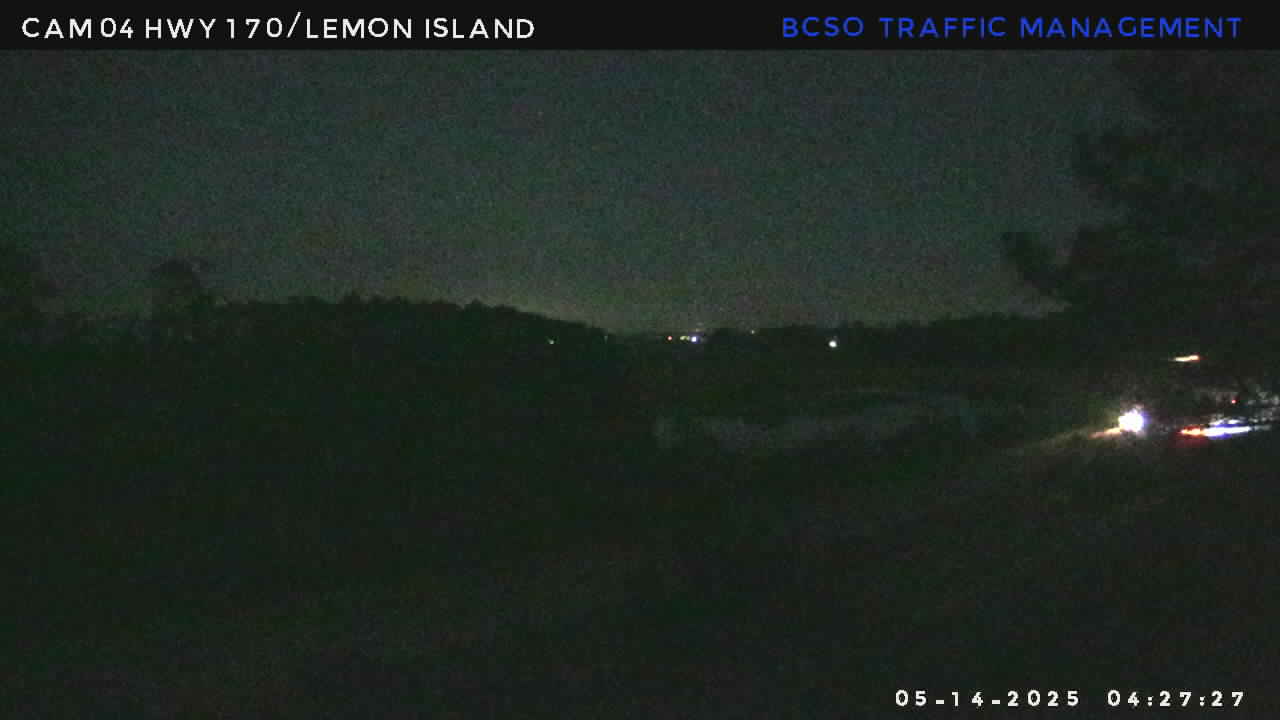 CAM04 HWY 170/LEMON ISLAND
BCSO TRAFFIC MANAGEMENT
05-14-2025 04:27:27